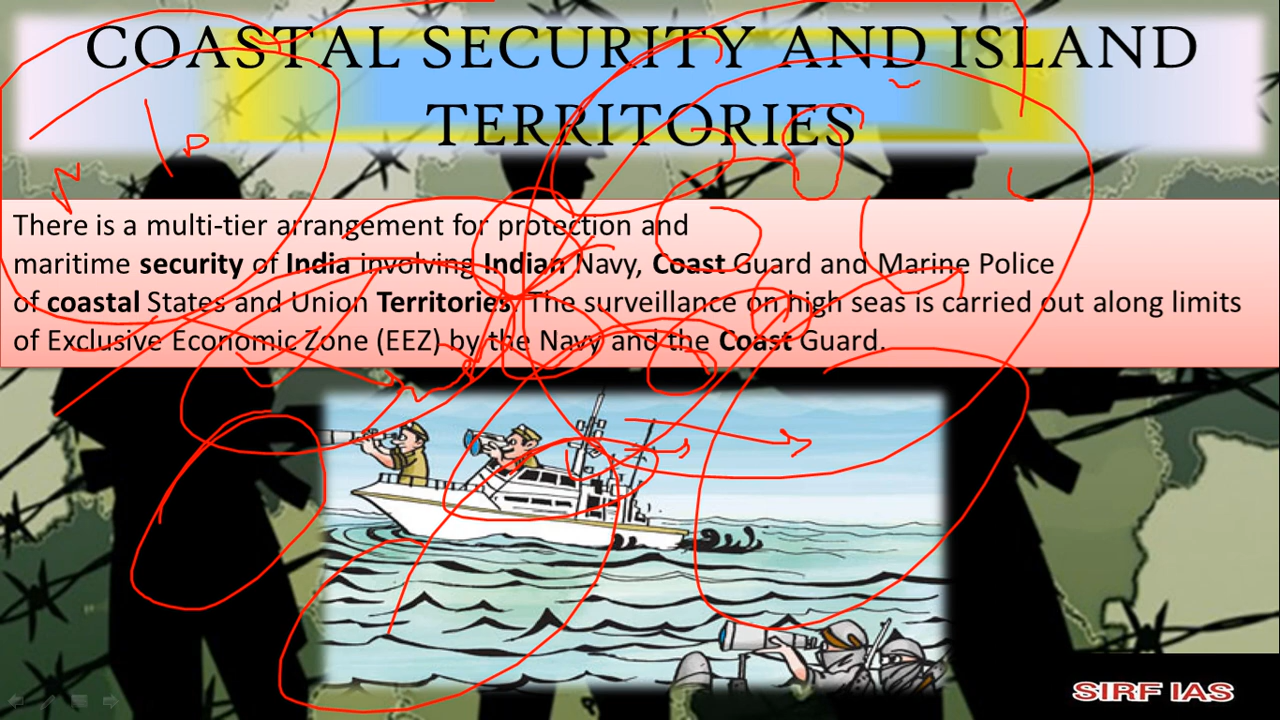 COASTAL SECURITY AND ISLAND
TERRITORIES
N
P
There is a multi-tier arrangement for protection and
maritime security of India involving Indian Navy, Coast Guard and Marine Police
of coastal States and Union Territories. The surveillance on high seas is carried out along limits
of Exclusive Economic Zone (EEZ) by the Navy and the Coast Guard.
SIRF IAS